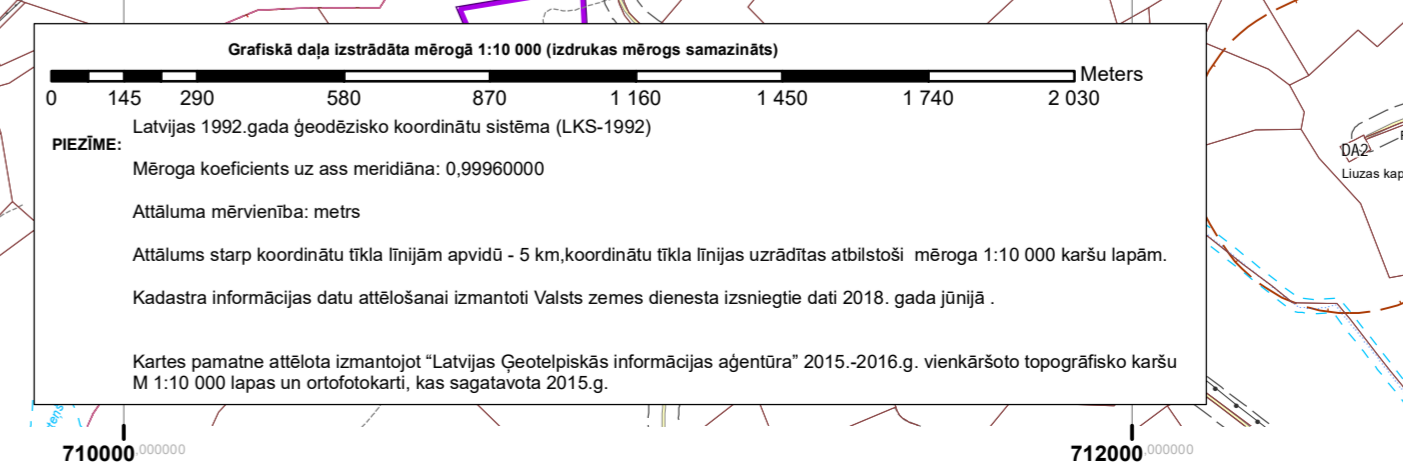 Grafiskā daļa izstrādāta mērogā 1:10 000 (izdrukas mērogs samazināts)
Meters
0 145 290 580 870 1 160 1 450 1 740 2 030
Latvijas 1992.gada ģeodēzisko koordinātu sistēma (LKS-1992)
PIEZĪME:
Mēroga koeficients uz ass meridiāna: 0,99960000
Attāluma mērvienība: metrs
Attālums starp koordinātu tīkla līnijām apvidū - 5 km,koordinātu tīkla līnijas uzrādītas atbilstoši mēroga 1:10 000 karšu lapām.
Kadastra informācijas datu attēlošanai izmantoti Valsts zemes dienesta izsniegtie dati 2018. gada jūnijā .
Kartes pamatne attēlota izmantojot “Latvijas Ģeotelpiskās informācijas aģentūra” 2015.-2016.g. vienkāršoto topogrāfisko karšu
M 1:10 000 lapas un ortofotokarti, kas sagatavota 2015.g.
DA2
Liuzas kap
710000,000000 712000,000000